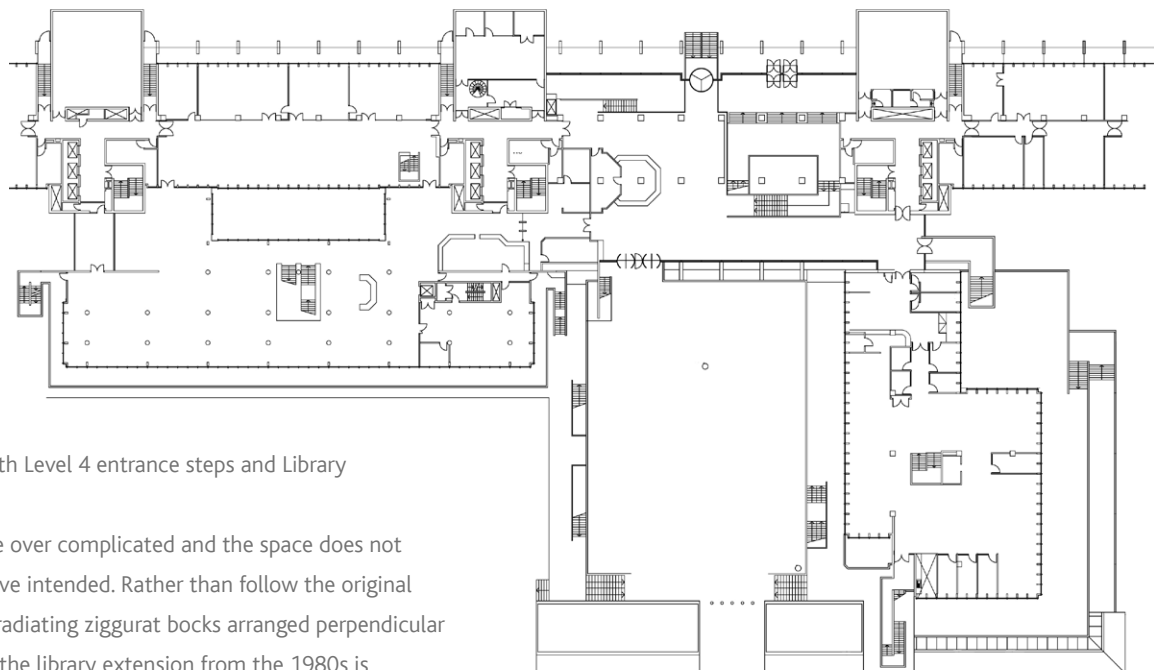 th Level 4 entrance steps and Library
e over complicated and the space does not
ve intended. Rather than follow the original
radiating ziggurat bocks arranged perpendicular
the library extension from the 1980s is